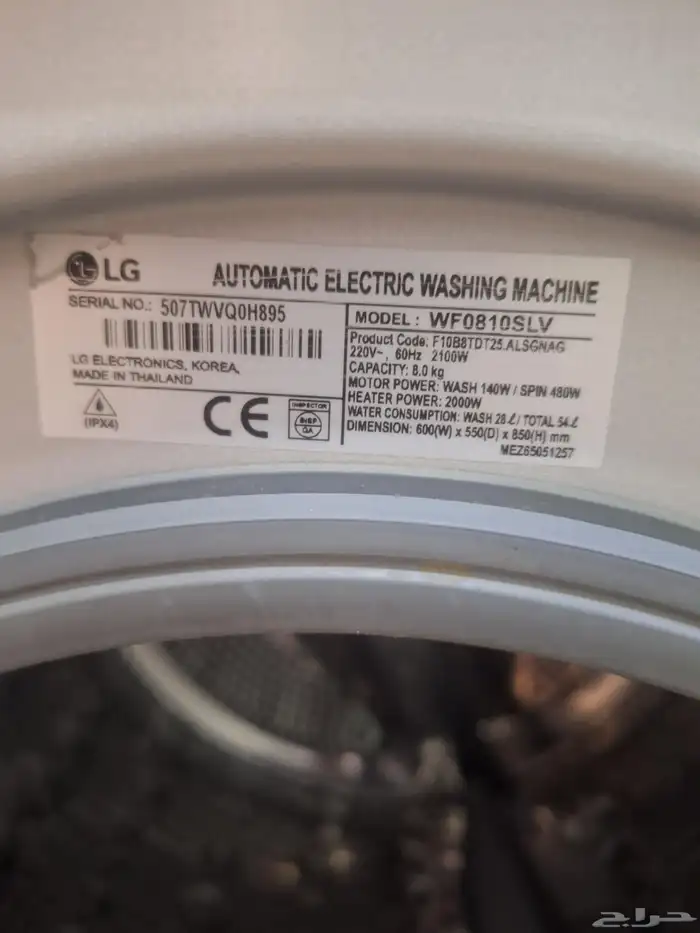 LG
AUTOMATIC ELECTRIC WASHING MACHINE
SERIAL NO.: 507TWVQ0H895
LG ELECTRONICS, KOREA,
MADE IN THAILAND
(IPX4)
CE
INSPECTOR
INSP
QA
MODEL : WF0810SLV
Product Code: F10B8TDT25.ALSGNAG
220V~, 60Hz 2100W
CAPACITY: 8.0 kg
MOTOR POWER: WASH 140W / SPIN 480W
HEATER POWER: 2000W
WATER CONSUMPTION: WASH 28 ℓ/ TOTAL 54 ℓ
DIMENSION: 600(W) x 550(D) x 850(H) mm
MEZ65051257
حراج